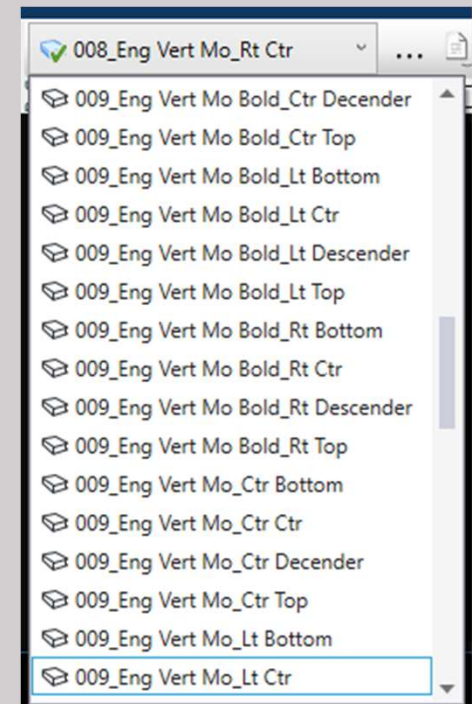 008_Eng Vert Mo_Rt Ctr
...
009_Eng Vert Mo Bold_Ctr Decender
009_Eng Vert Mo Bold_Ctr Top
009_Eng Vert Mo Bold_Lt Bottom
009_Eng Vert Mo Bold_Lt Ctr
009_Eng Vert Mo Bold_Lt Descender
009_Eng Vert Mo Bold_Lt Top
009_Eng Vert Mo Bold_Rt Bottom
009_Eng Vert Mo Bold_Rt Ctr
009_Eng Vert Mo Bold_Rt Descender
009_Eng Vert Mo Bold_Rt Top
009_Eng Vert Mo_Ctr Bottom
009_Eng Vert Mo_Ctr Ctr
009_Eng Vert Mo_Ctr Decender
009_Eng Vert Mo_Ctr Top
009_Eng Vert Mo_Lt Bottom
009_Eng Vert Mo_Lt Ctr